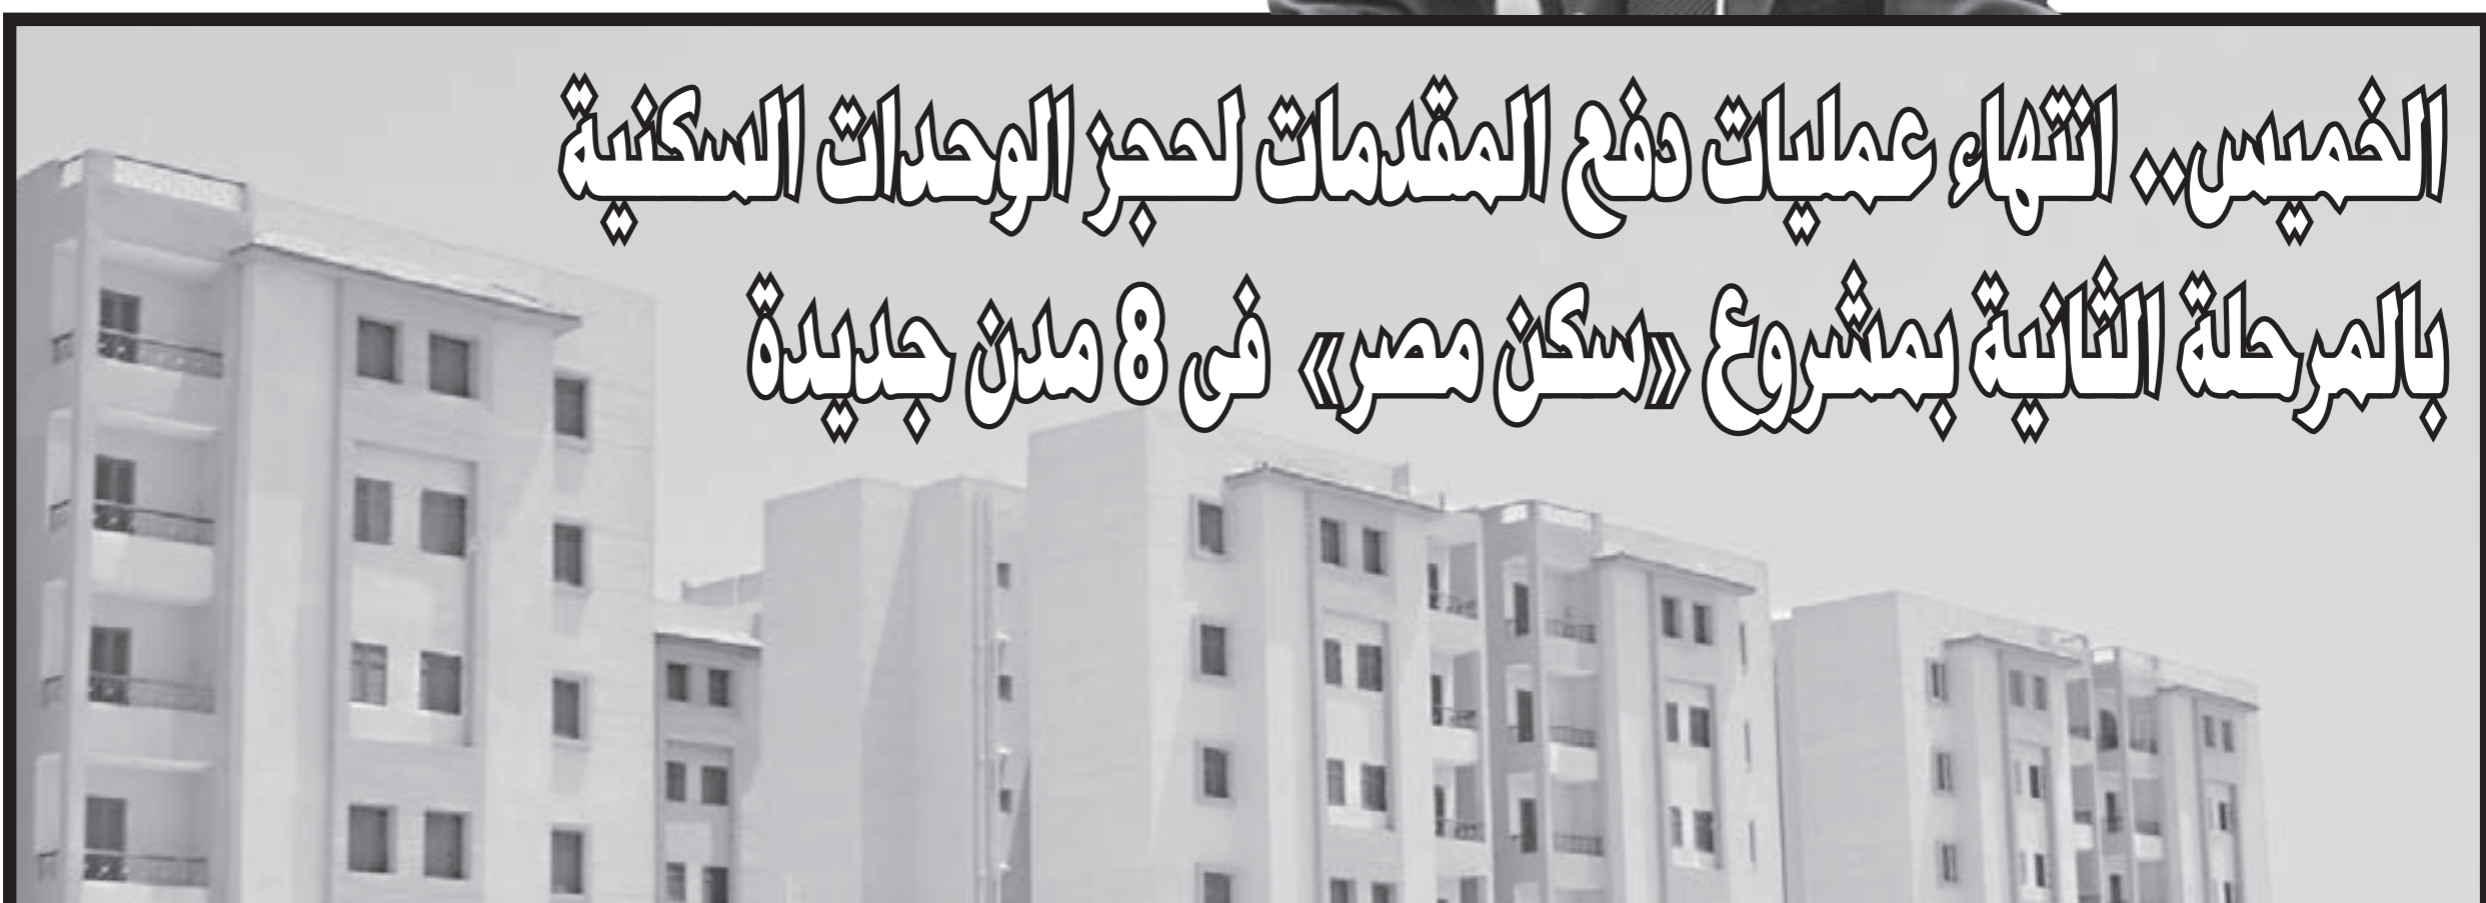 الخميس.. انتهاء عمليات دفع المقدمات لحجز الوحدات السكنية
بالمرحلة الثانية بمشروع «سكن مصر» فى 8 مدن جديدة